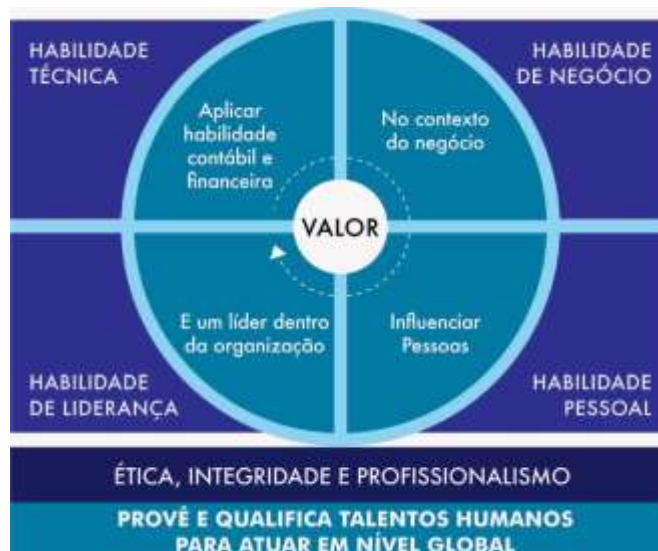 HABILIDADE
TÉCNICA
HABILIDADE
DE NEGÓCIO
Aplicar
habilidade
contábil e
financeira
No contexto
do negócio
VALOR
E um líder dentro
da organização
Influenciar
Pessoas
HABILIDADE
DE LIDERANÇA
HABILIDADE
PESSOAL
ÉTICA, INTEGRIDADE E PROFISSIONALISMO
PROVÊ E QUALIFICA TALENTOS HUMANOS
PARA ATUAR EM NÍVEL GLOBAL